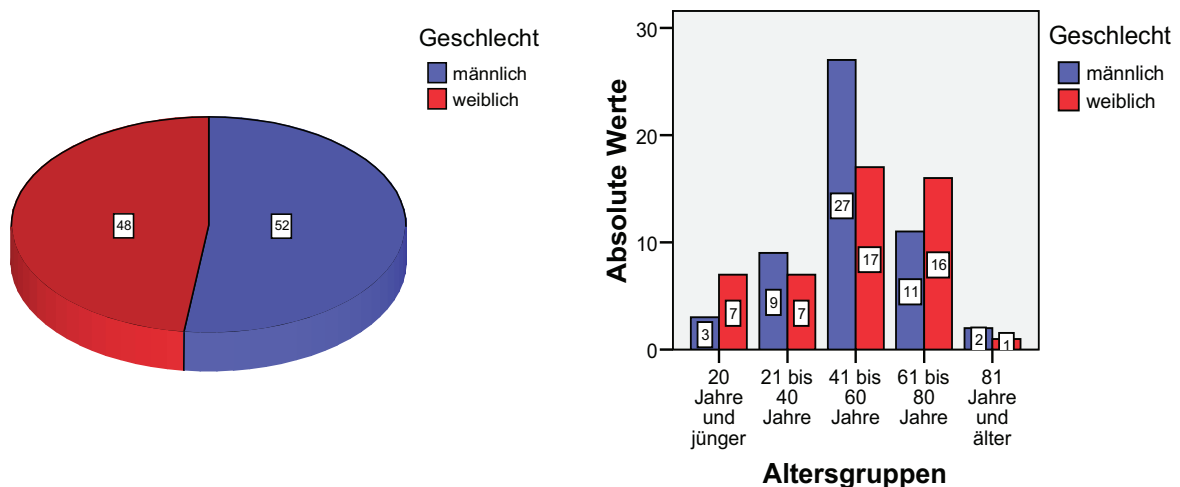 Geschlecht
männlich
weiblich
48
52
Absolute Werte
30
20
10
0
3
7
9
7
27
17
11
16
2
1
20
Jahre
und
jünger
21 bis
40
Jahre
41 bis
60
Jahre
61 bis
80
Jahre
81
Jahre
und
älter
Altersgruppen
Geschlecht
männlich
weiblich